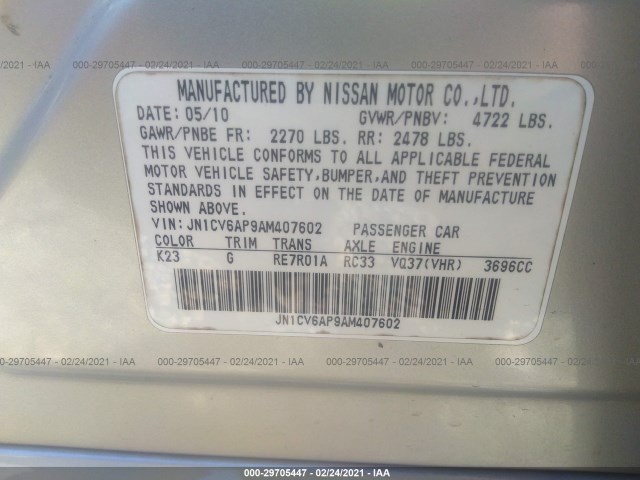 000-29705447 - 02/24/2021 - IAA
MANUFACTURED BY NISSAN MOTOR CO.,LTD.
DATE: 05/10 GVWR/PNBV: 4722 LBS.
GAWR/PNBE FR: 2270 LBS. RR: 2478 LBS.
THIS VEHICLE CONFORMS TO ALL APPLICABLE FEDERAL
MOTOR VEHICLE SAFETY,BUMPER,AND THEFT PREVENTION
STANDARDS IN EFFECT ON THE DATE OF MANUFACTURE
SHOWN ABOVE.
VIN: JN1CV6AP9AM407602 PASSENGER CAR
COLOR TRIM TRANS AXLE ENGINE
K23 G RE7R01A RC33 VQ37(VHR) 3696CC
JN1CV6AP9AM407602
000-29705447 - 02/24/2021 - IAA
000-29705447 - 02/24/2021 - IAA